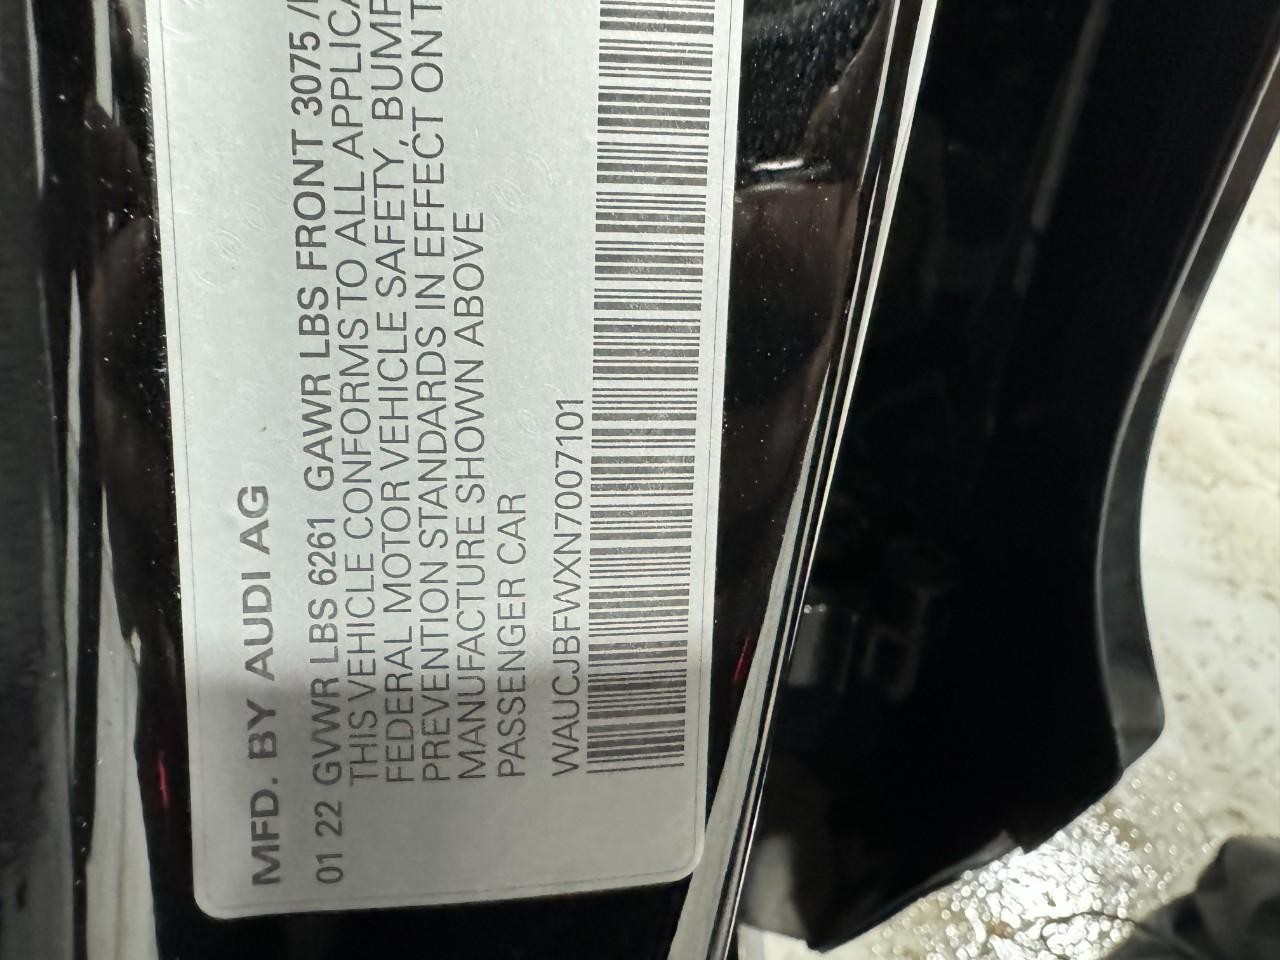 MFD. BY AUDI AG
01 22 GVWR LBS 6261 GAWR LBS FRONT 3075 /
THIS VEHICLE CONFORMS TO ALL APPLICA
FEDERAL MOTOR VEHICLE SAFETY, BUMP
PREVENTION STANDARDS IN EFFECT ON T
MANUFACTURE SHOWN ABOVE
PASSENGER CAR
WAUCJBFWXN7007101